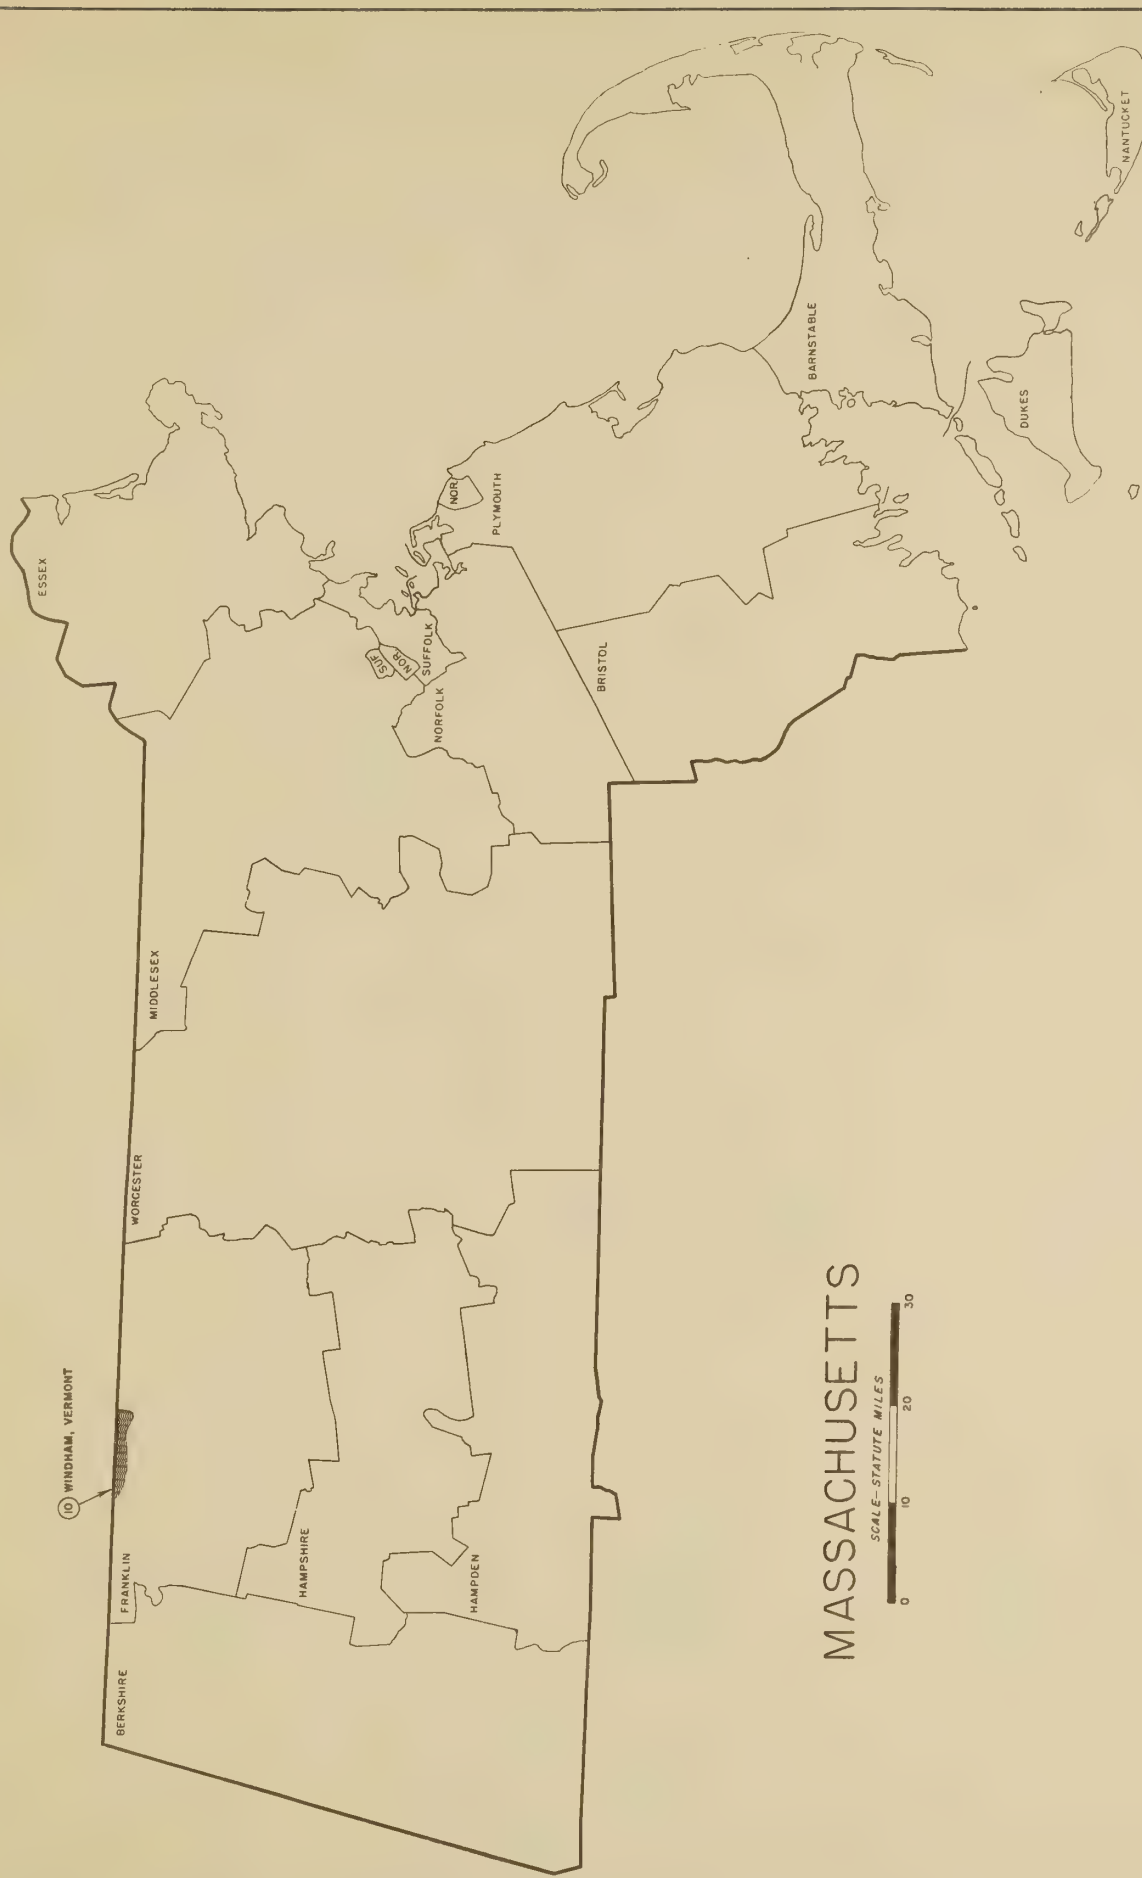 10 WINDHAM, VERMONT
BERKSHIRE
FRANKLIN
WORCESTER
MIDDLESEX
ESSEX
HAMPSHIRE
HAMPDEN
SUF
NOR
SUFFOLK
NORFOLK
NOR
PLYMOUTH
BRISTOL
BARNSTABLE
DUKES
NANTUCKET
MASSACHUSETTS
SCALE-STATUTE MILES
0 10 20 30